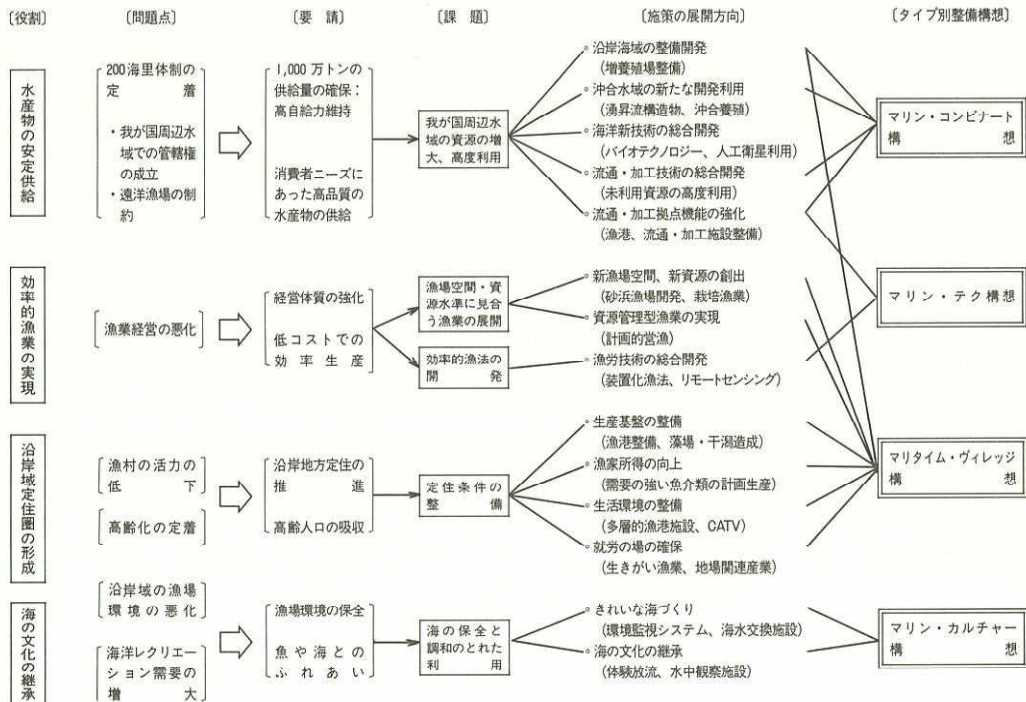 〔役割〕
〔問題点〕
〔要　請〕
〔課　題〕
〔施策の展開方向〕
〔タイプ別整備構想〕
水産物の安定供給
200海里体制の
定　　　　着
・我が国周辺水
域での管轄権
の成立
・遠洋漁場の制
約
1,000万トンの
供給量の確保：
高自給力維持
消費者ニーズに
あった高品質の
水産物の供給
我が国周辺水
域の資源の増
大、高度利用
◦沿岸海域の整備開発
(増養殖場整備)
◦沖合水域の新たな開発利用
(湧昇流構造物、沖合養殖)
◦海洋新技術の総合開発
(バイオテクノロジー、人工衛星利用)
◦流通・加工技術の総合開発
(未利用資源の高度利用)
◦流通・加工拠点機能の強化
(漁港、流通・加工施設整備)
マリン・コンビナート
構　　　　想
効率的漁業の実現
漁業経営の悪化
経営体質の強化
低コストでの
効　率　生　産
漁場空間・資
源水準に見合
う漁業の展開
効率的漁法の
開　　　　発
◦新漁場空間、新資源の創出
(砂浜漁場開発、栽培漁業)
◦資源管理型漁業の実現
(計画的営漁)
◦漁労技術の総合開発
(装置化漁法、リモートセンシング)
マリン・テク構想
沿岸域定住圏の形成
漁村の活力の
低　　　　下
高齢化の定着
沿岸地方定住の
推　　　　進
高齢人口の吸収
定住条件の
整　　　備
◦生産基盤の整備
(漁港整備、藻場・干潟造成)
◦漁家所得の向上
(需要の強い魚介類の計画生産)
◦生活環境の整備
(多層的漁港施設、CATV)
◦就労の場の確保
(生きがい漁業、地場関連産業)
マリタイム・ヴィレッジ
構　　　　想
海の文化の継承
沿岸域の漁場
環境の悪化
海洋レクリエー
ション需要の
増　　　　大
漁場環境の保全
魚や海との
ふ　れ　あ　い
海の保全と
調和のとれた
利　　　　用
◦きれいな海づくり
(環境監視システム、海水交換施設)
◦海の文化の継承
(体験放流、水中観察施設)
マリン・カルチャー
構　　　　想